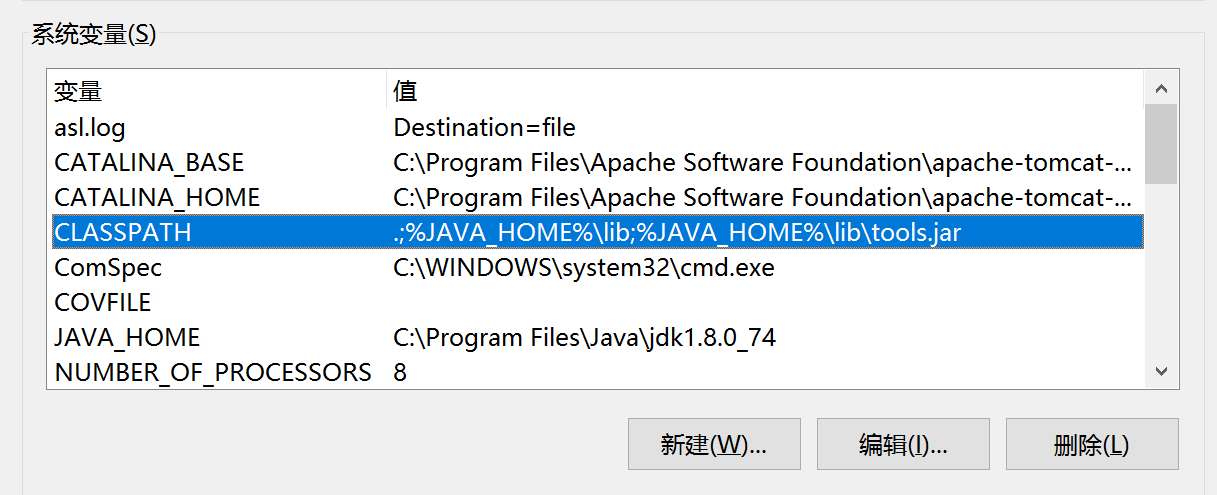 系统变量(S)
变量 值
asl.log Destination=file
CATALINA_BASE C:\Program Files\Apache Software Foundation\apache-tomcat-...
CATALINA_HOME C:\Program Files\Apache Software Foundation\apache-tomcat-...
CLASSPATH .;%JAVA_HOME%\lib;%JAVA_HOME%\lib\tools.jar
ComSpec C:\WINDOWS\system32\cmd.exe
COVFILE
JAVA_HOME C:\Program Files\Java\jdk1.8.0_74
NUMBER_OF_PROCESSORS 8
新建(W)... 编辑(I)... 删除(L)